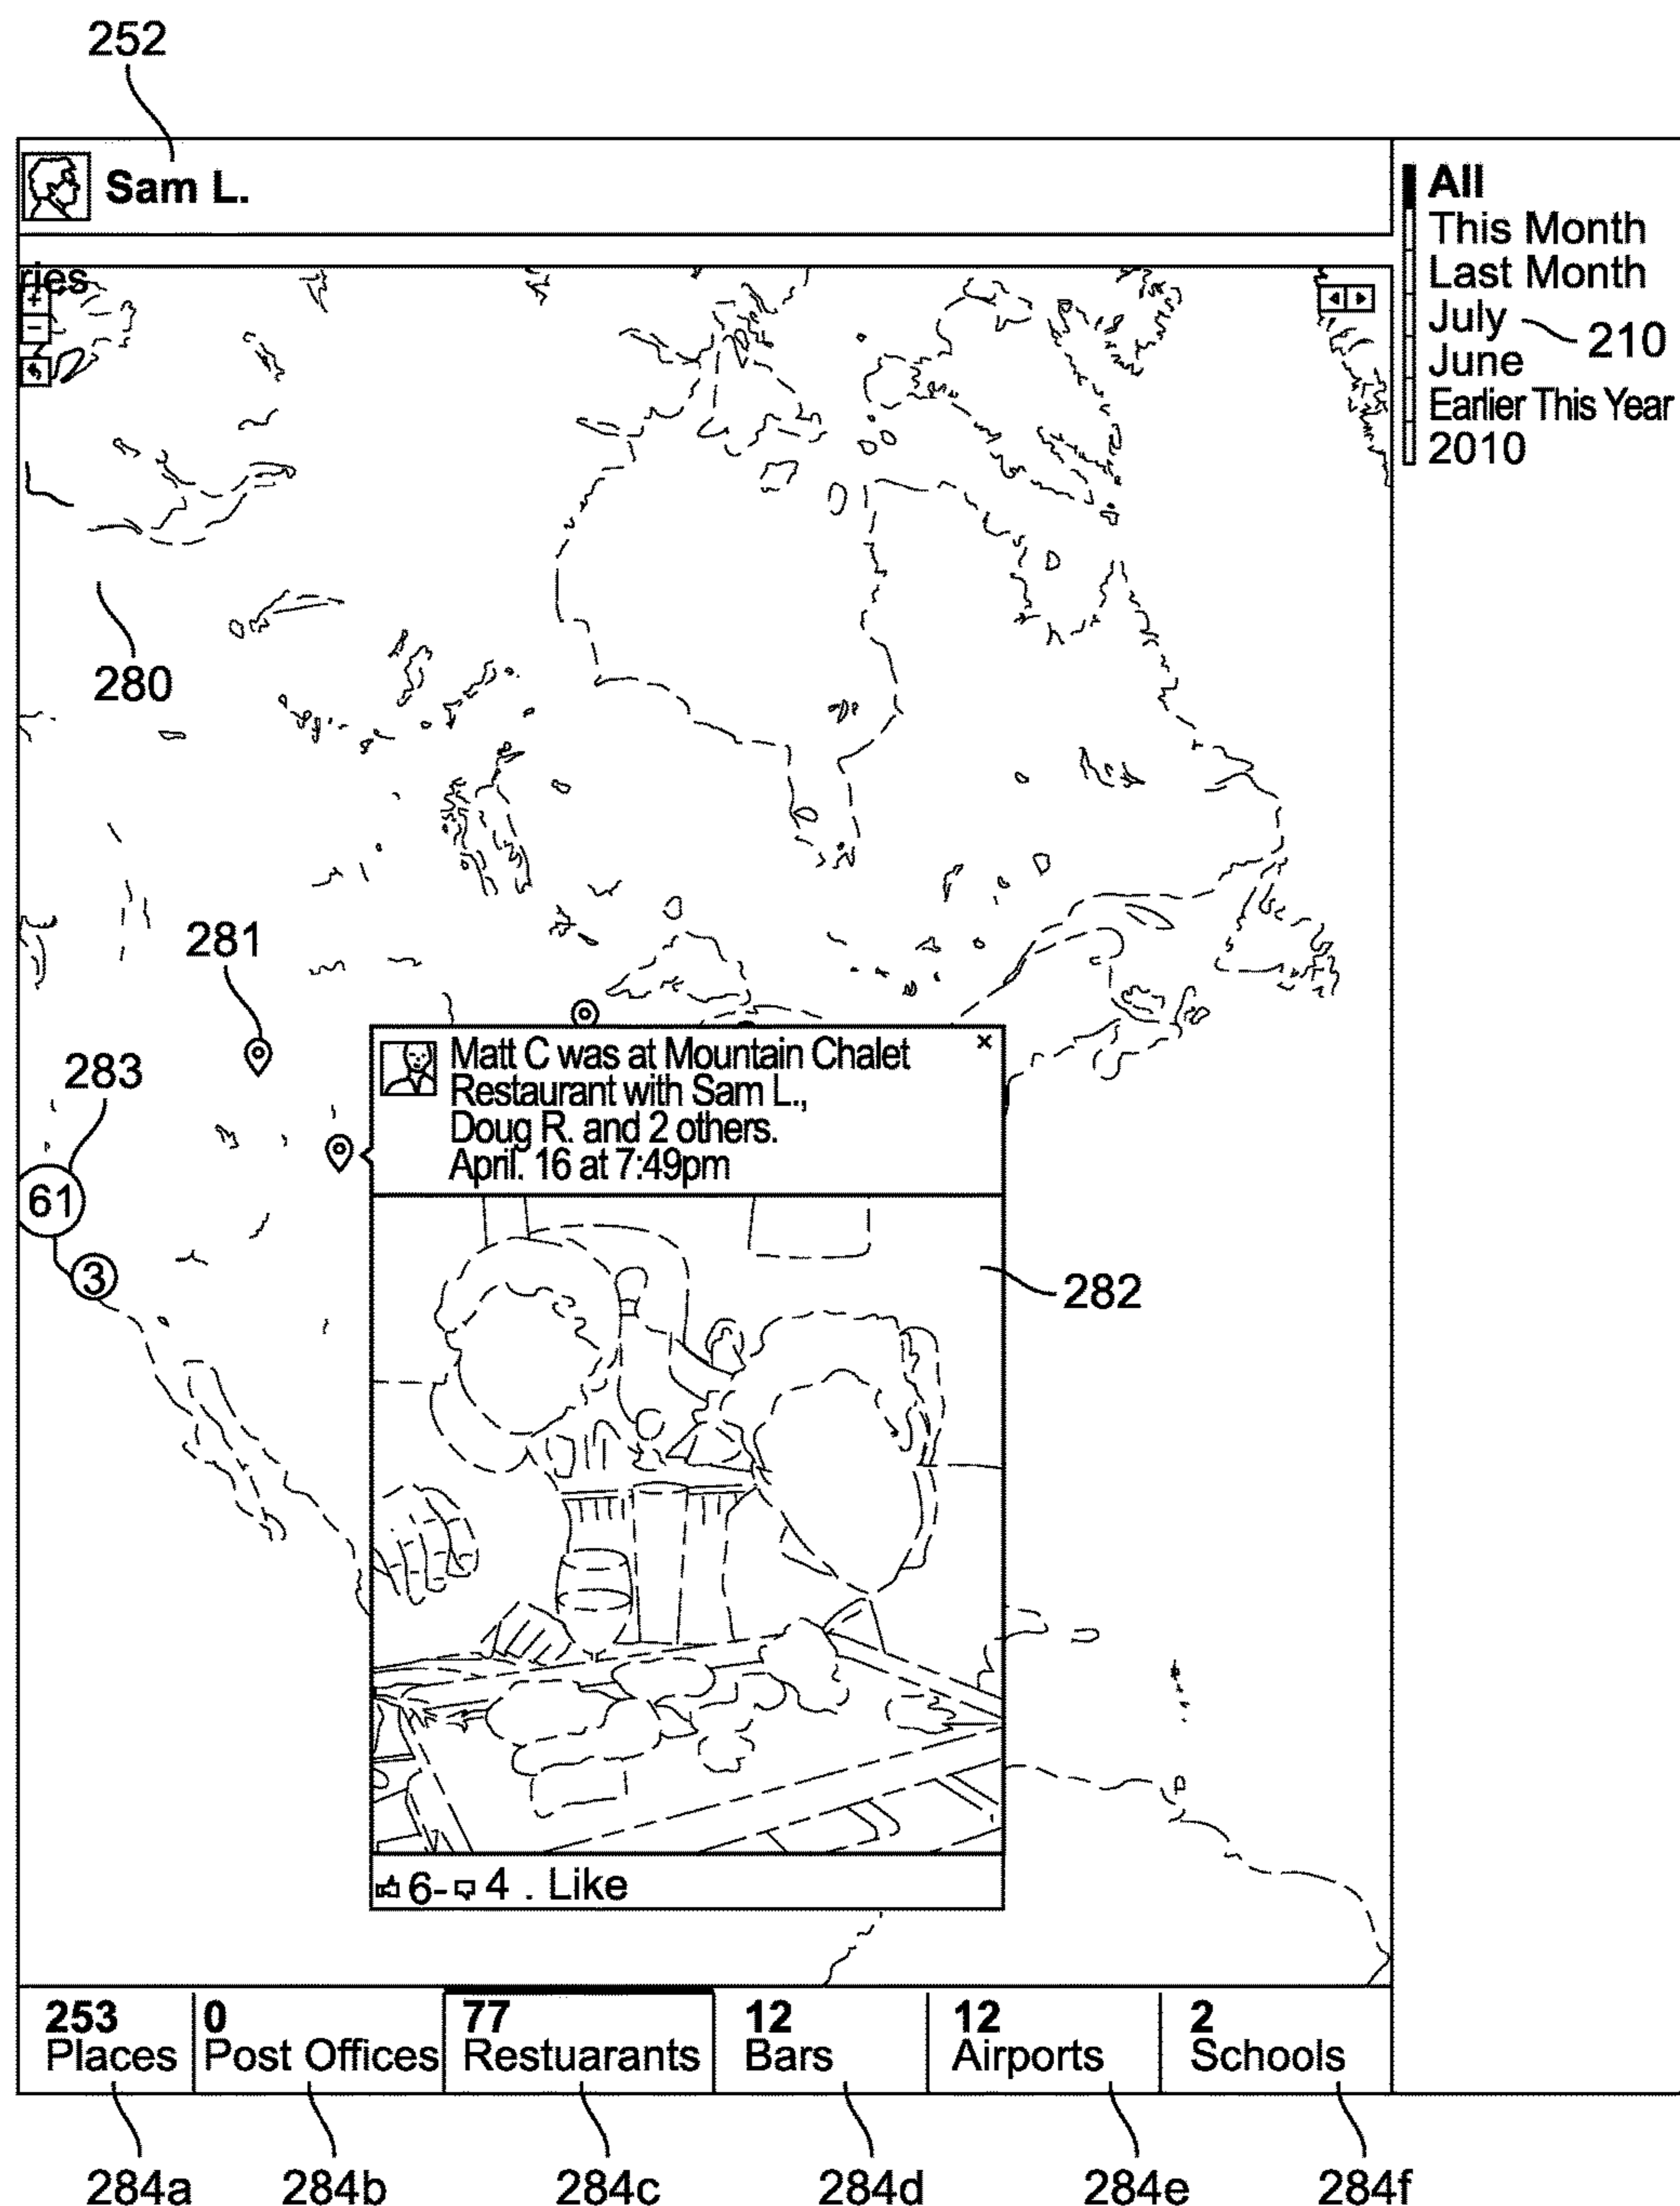 252
Sam L.
All
This Month
Last Month
July
210
June
Earlier This Year
2010
ries
+
-
280
281
283
61
3
Matt C was at Mountain Chalet
Restaurant with Sam L.,
Doug R. and 2 others.
April. 16 at 7:49pm
×
282
6- 4 . Like
253
Places
0
Post Offices
77
Restuarants
12
Bars
12
Airports
2
Schools
284a
284b
284c
284d
284e
284f